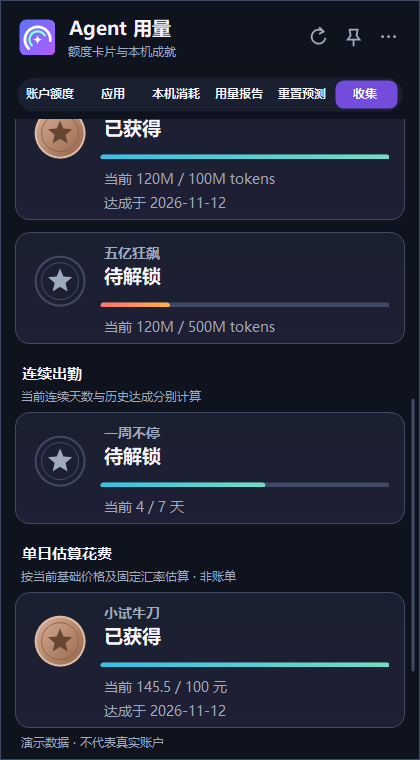 Agent 用量
额度卡片与本机成就
账户额度 应用 本机消耗 用量报告 重置预测 收集
已获得
当前 120M / 100M tokens
达成于 2026-11-12
五亿狂飙
待解锁
当前 120M / 500M tokens
连续出勤
当前连续天数与历史达成分别计算
一周不停
待解锁
当前 4 / 7 天
单日估算花费
按当前基础价格及固定汇率估算 · 非账单
小试牛刀
已获得
当前 145.5 / 100 元
达成于 2026-11-12
演示数据 · 不代表真实账户